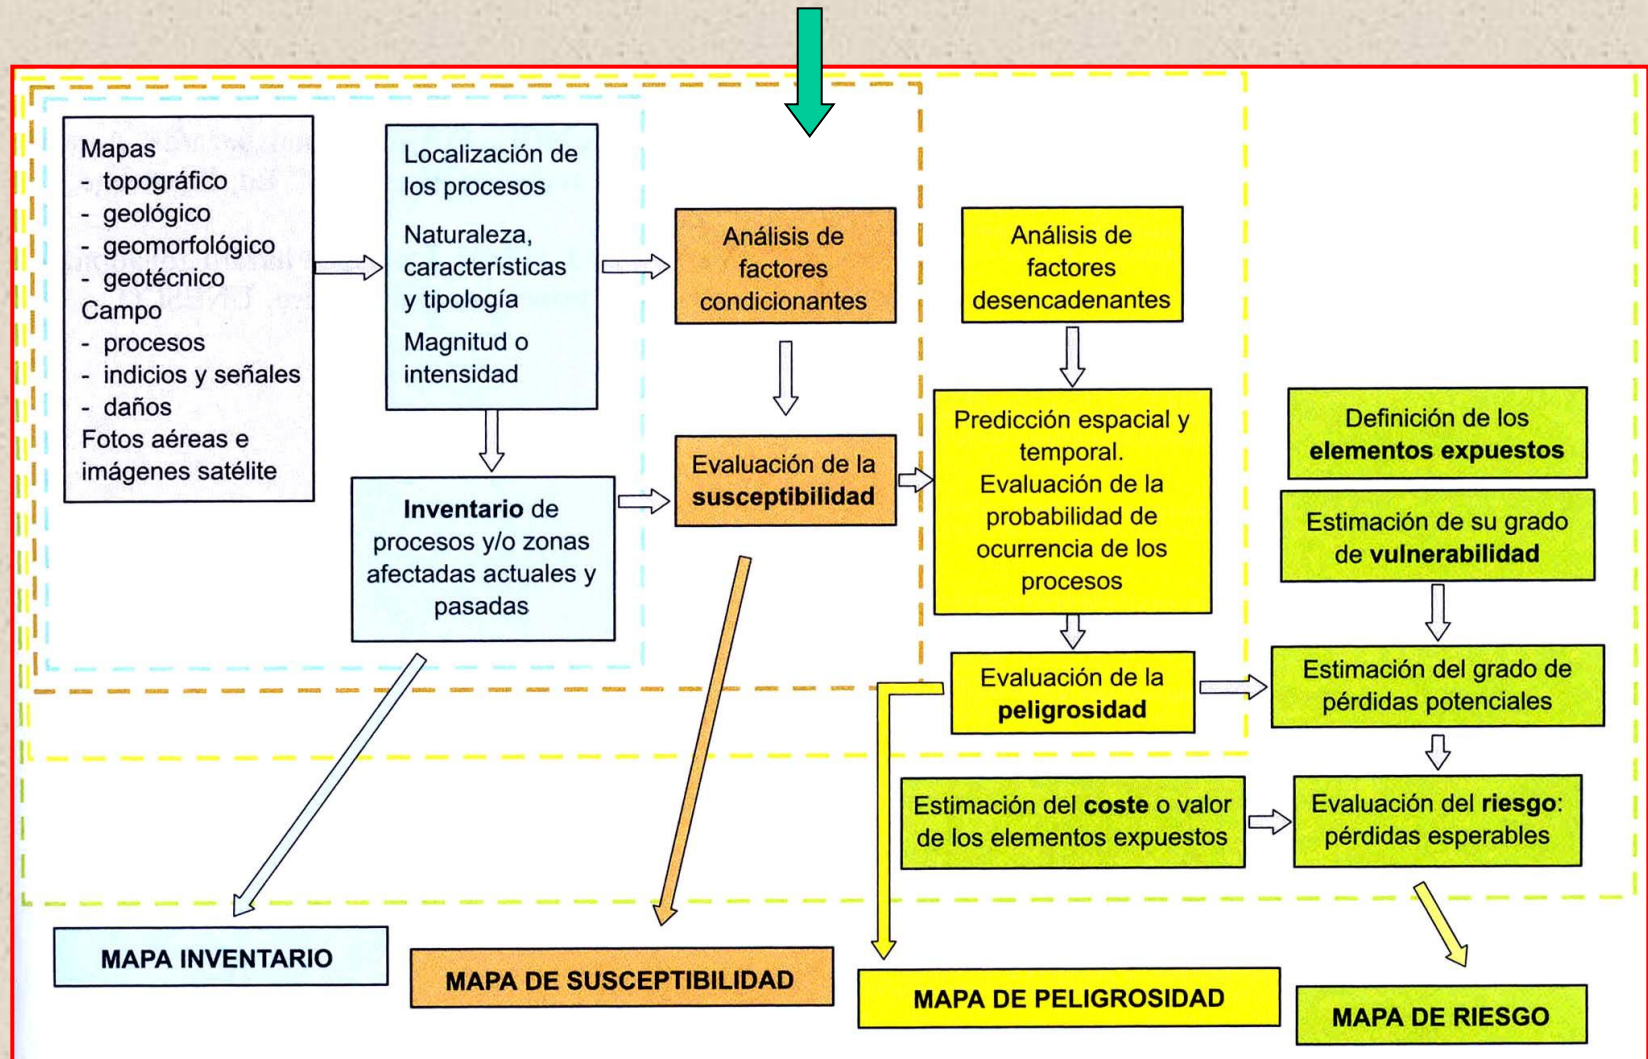 Mapas
- topográfico
- geológico
- geomorfológico
- geotécnico
Campo
- procesos
- indicios y señales
- daños
Fotos aéreas e
imágenes satélite
Localización de
los procesos
Naturaleza,
características
y tipología
Magnitud o
intensidad
Inventario de
procesos y/o zonas
afectadas actuales y
pasadas
Análisis de
factores
condicionantes
Evaluación de la
susceptibilidad
Análisis de
factores
desencadenantes
Predicción espacial y
temporal.
Evaluación de la
probabilidad de
ocurrencia de los
procesos
Evaluación de la
peligrosidad
Definición de los
elementos expuestos
Estimación de su grado
de vulnerabilidad
Estimación del grado de
pérdidas potenciales
Estimación del coste o valor
de los elementos expuestos
Evaluación del riesgo:
pérdidas esperables
MAPA INVENTARIO
MAPA DE SUSCEPTIBILIDAD
MAPA DE PELIGROSIDAD
MAPA DE RIESGO